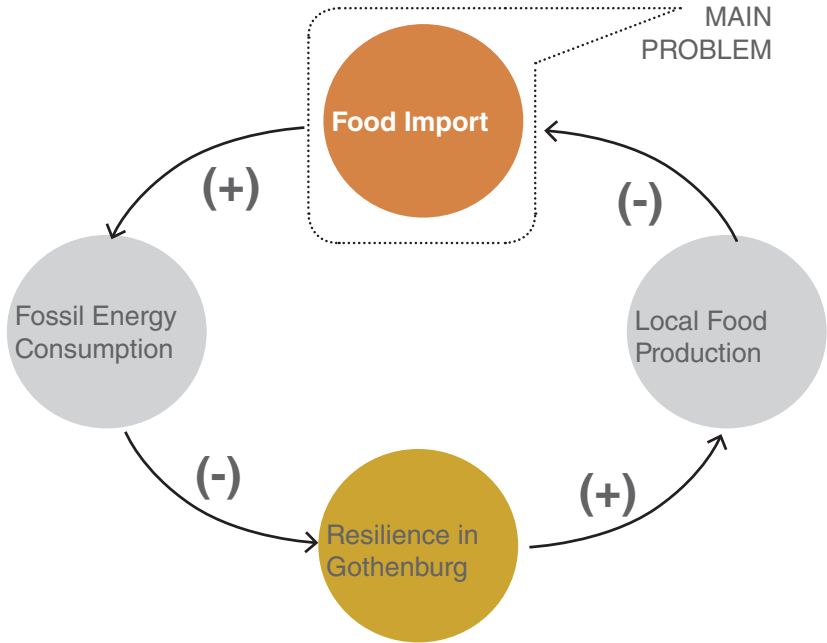 MAIN
PROBLEM
Food Import
(+)
(-)
Fossil Energy
Consumption
Local Food
Production
(-)
(+)
Resilience in
Gothenburg